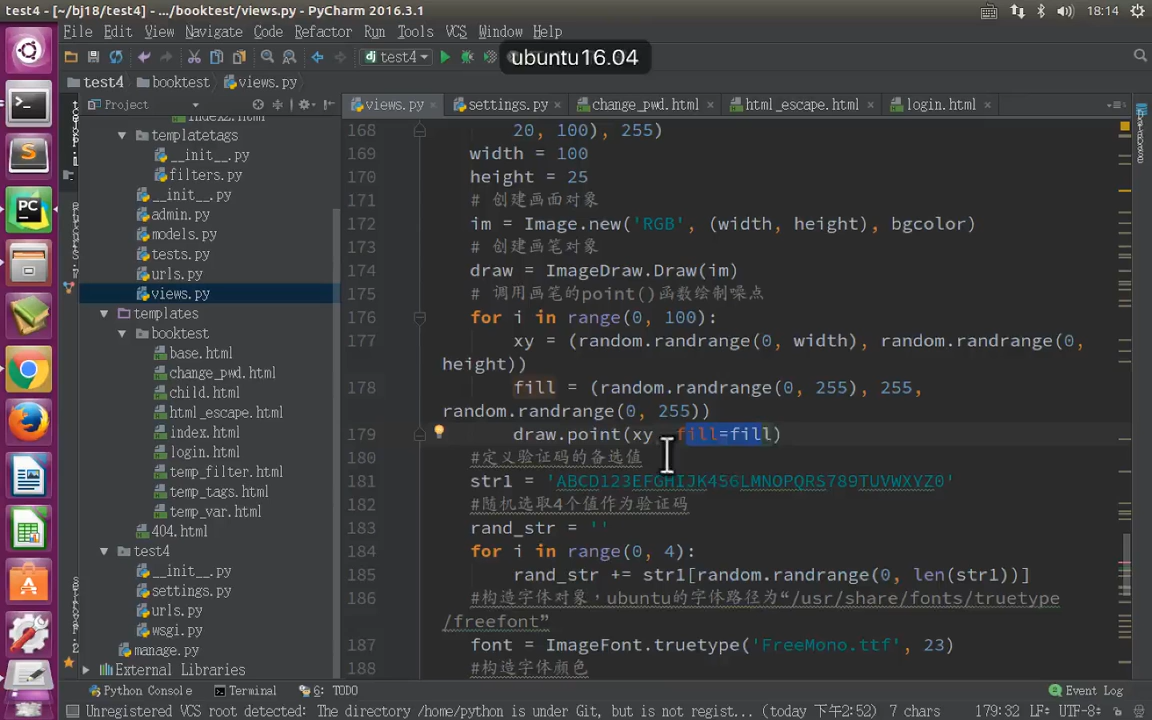 test4 - [~/bj18/test4] - .../booktest/views.py - PyCharm 2016.3.1
18:14
File Edit View Navigate Code Refactor Run Tools VCS Window Help
test4
ubuntu16.04
test4 booktest views.py
Project
views.py settings.py change_pwd.html html_escape.html login.html
templatetags
__init__.py
filters.py
__init__.py
admin.py
models.py
tests.py
urls.py
views.py
templates
booktest
base.html
change_pwd.html
child.html
html_escape.html
index.html
login.html
temp_filter.html
temp_tags.html
temp_var.html
404.html
test4
__init__.py
settings.py
urls.py
wsgi.py
manage.py
External Libraries
168 20, 100), 255)
169 width = 100
170 height = 25
171 # 创建画面对象
172 im = Image.new('RGB', (width, height), bgcolor)
173 # 创建画笔对象
174 draw = ImageDraw.Draw(im)
175 # 调用画笔的point()函数绘制噪点
176 for i in range(0, 100):
177 xy = (random.randrange(0, width), random.randrange(0,
height))
178 fill = (random.randrange(0, 255), 255,
random.randrange(0, 255))
179 draw.point(xy fill=fill)
180 #定义验证码的备选值
181 str1 = 'ABCD123EFGHIJK456LMNOPQRS789TUVWXYZ0'
182 #随机选取4个值作为验证码
183 rand_str = ''
184 for i in range(0, 4):
185 rand_str += str1[random.randrange(0, len(str1))]
186 #构造字体对象，ubuntu的字体路径为“/usr/share/fonts/truetype
/freefont”
187 font = ImageFont.truetype('FreeMono.ttf', 23)
188 #构造字体颜色
Python Console Terminal 6: TODO Event Log
Unregistered VCS root detected: The directory /home/python is under Git, but is not regist... (today 下午2:52) 7 chars 179:32 LF÷ UTF-8÷